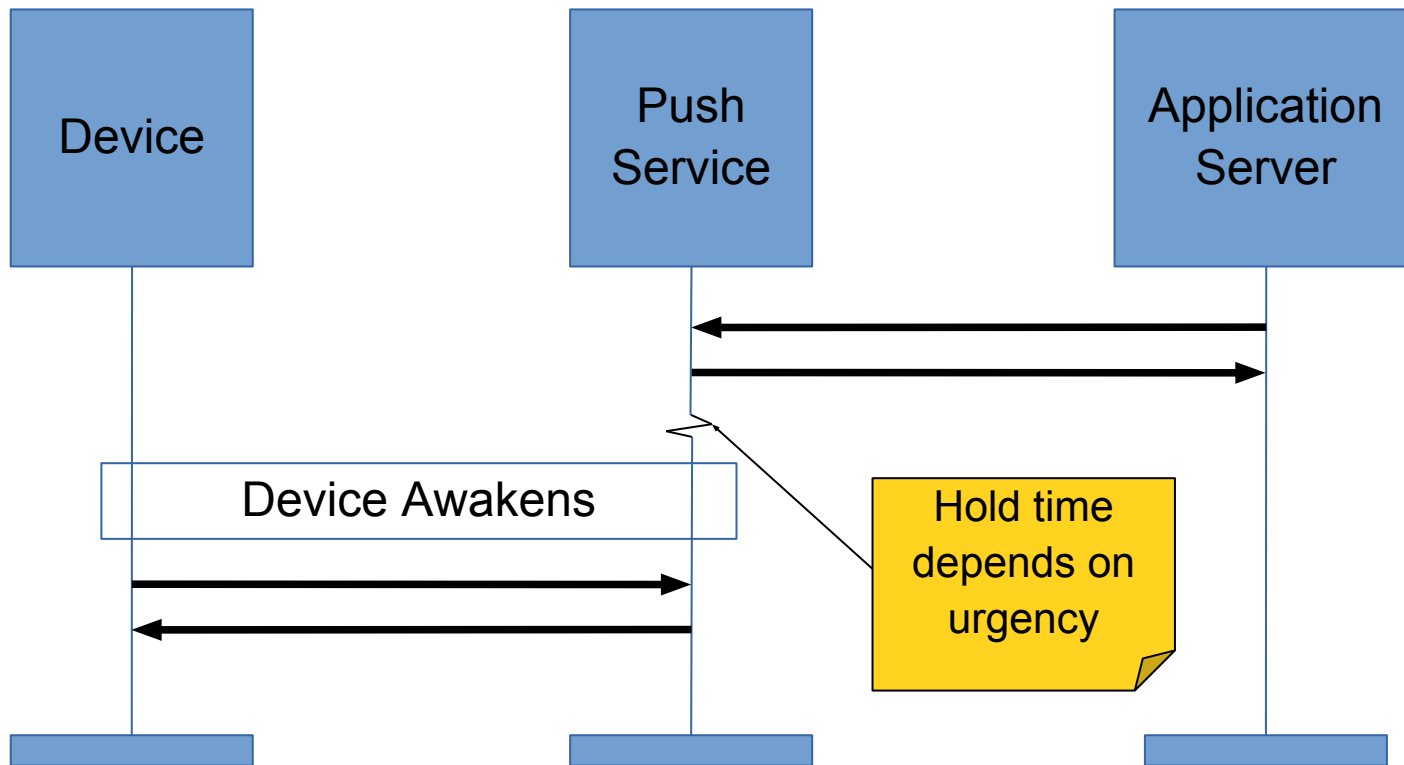 Device
Push
Service
Application
Server
Device Awakens
Hold time
depends on
urgency